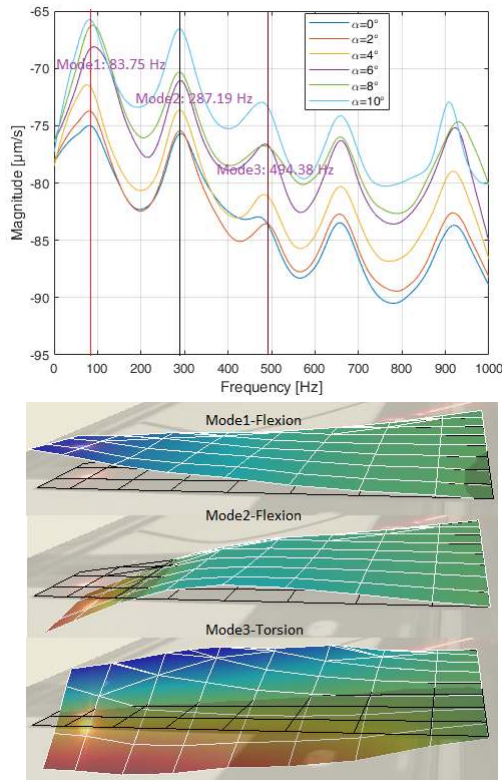 -65
-70
-75
-80
-85
-90
-95
Magnitude [µm/s]
Mode1: 83.75 Hz
Mode2: 287.19 Hz
Mode3: 494.38 Hz
α=0°
α=2°
α=4°
α=6°
α=8°
α=10°
0 100 200 300 400 500 600 700 800 900 1000
Frequency [Hz]
Mode1-Flexion
Mode2-Flexion
Mode3-Torsion